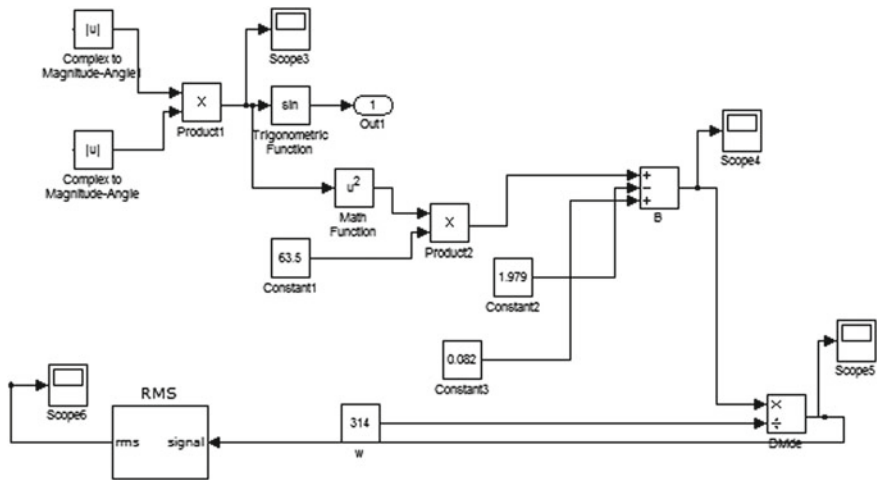 |u|
Complex to
Magnitude-Angle1
Scope3
X
Product1
sin
Trigonometric
Function
1
Out1
|u|
Complex to
Magnitude-Angle
Scope4
+
−
+
B
u²
Math
Function
X
Product2
63.5
Constant1
1.979
Constant2
0.082
Constant3
Scope5
Scope6
RMS
rms
signal
314
w
×
÷
Divide